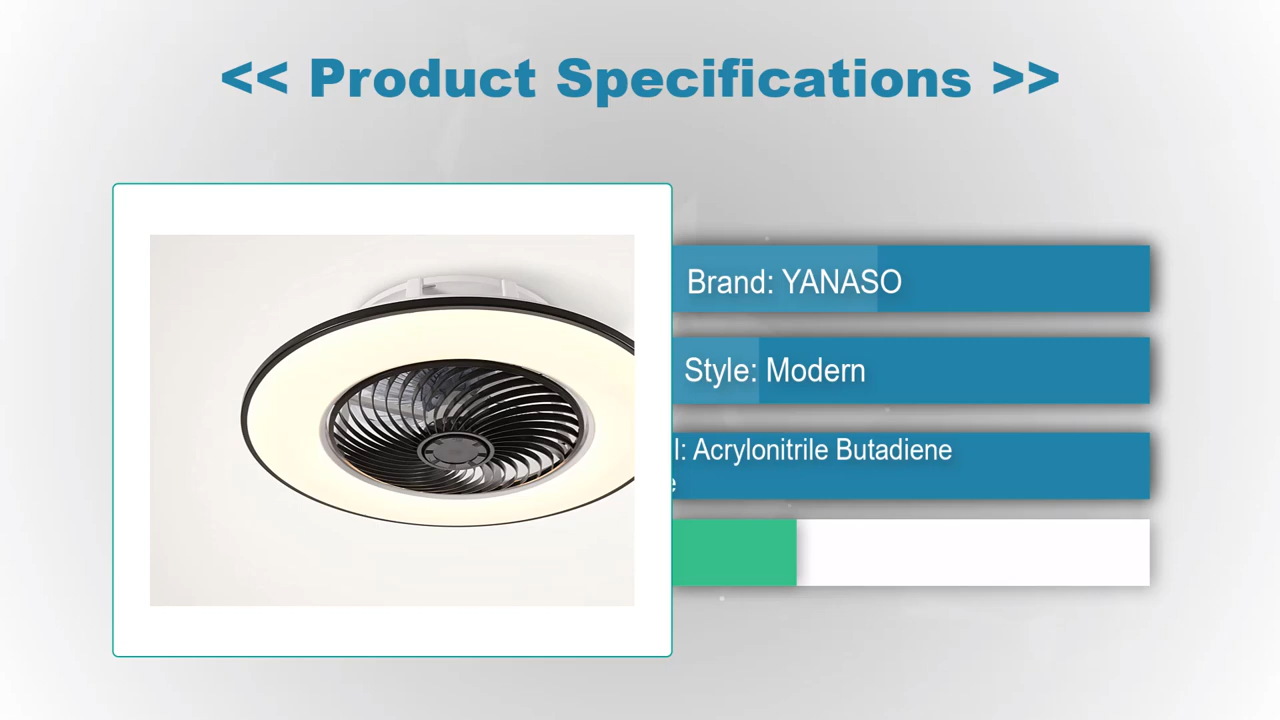 << Product Specifications >>
Brand: YANASO
Style: Modern
l: Acrylonitrile Butadiene
e